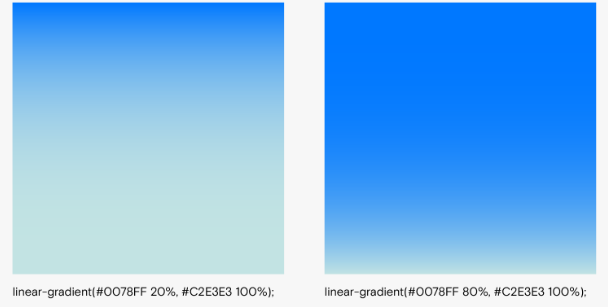 linear-gradient(#0078FF 20%, #C2E3E3 100%);
linear-gradient(#0078FF 80%, #C2E3E3 100%);